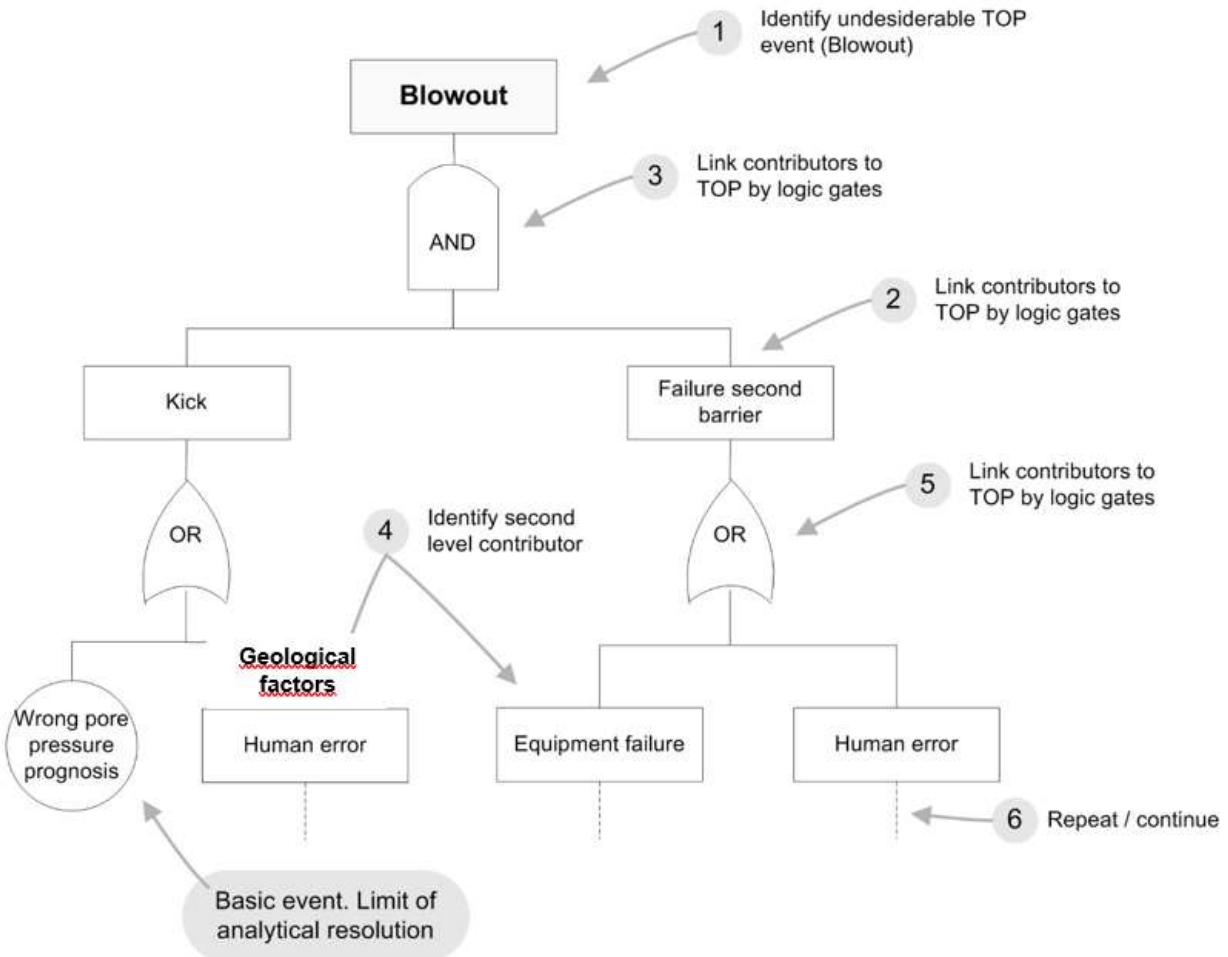 1
Identify undesiderable TOP
event (Blowout)
Blowout
3
Link contributors to
TOP by logic gates
AND
2
Link contributors to
TOP by logic gates
Kick
Failure second
barrier
5
Link contributors to
TOP by logic gates
4
Identify second
level contributor
OR
OR
Geological
factors
Wrong pore
pressure
prognosis
Human error
Equipment failure
Human error
6
Repeat / continue
Basic event. Limit of
analytical resolution